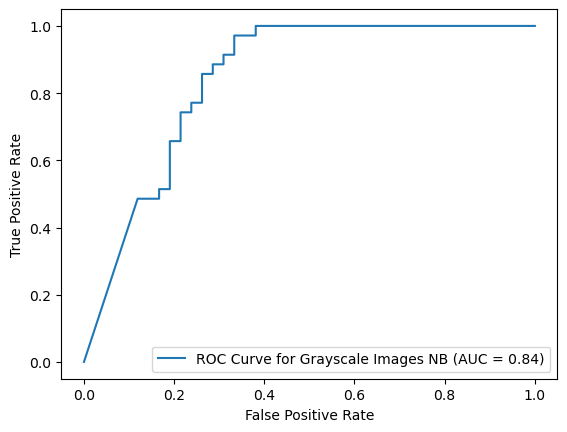 1.0
0.8
0.6
0.4
0.2
0.0
True Positive Rate
ROC Curve for Grayscale Images NB (AUC = 0.84)
0.0 0.2 0.4 0.6 0.8 1.0
False Positive Rate